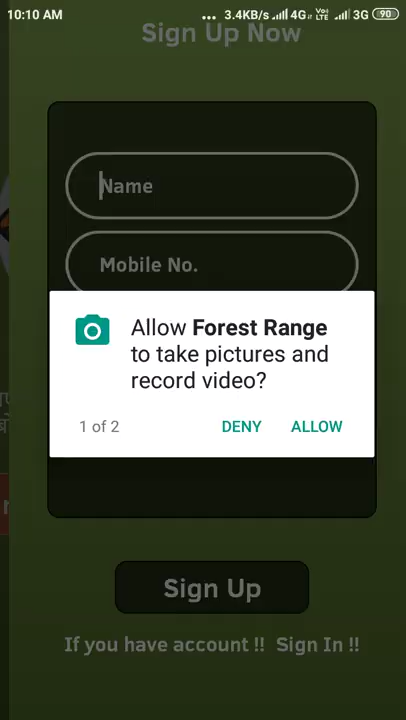 10:10 AM ... 3.4KB/s 4G VoLTE 3G 90
Sign Up Now
Name
Mobile No.
Allow Forest Range
to take pictures and
record video?
1 of 2 DENY ALLOW
Sign Up
If you have account !! Sign In !!